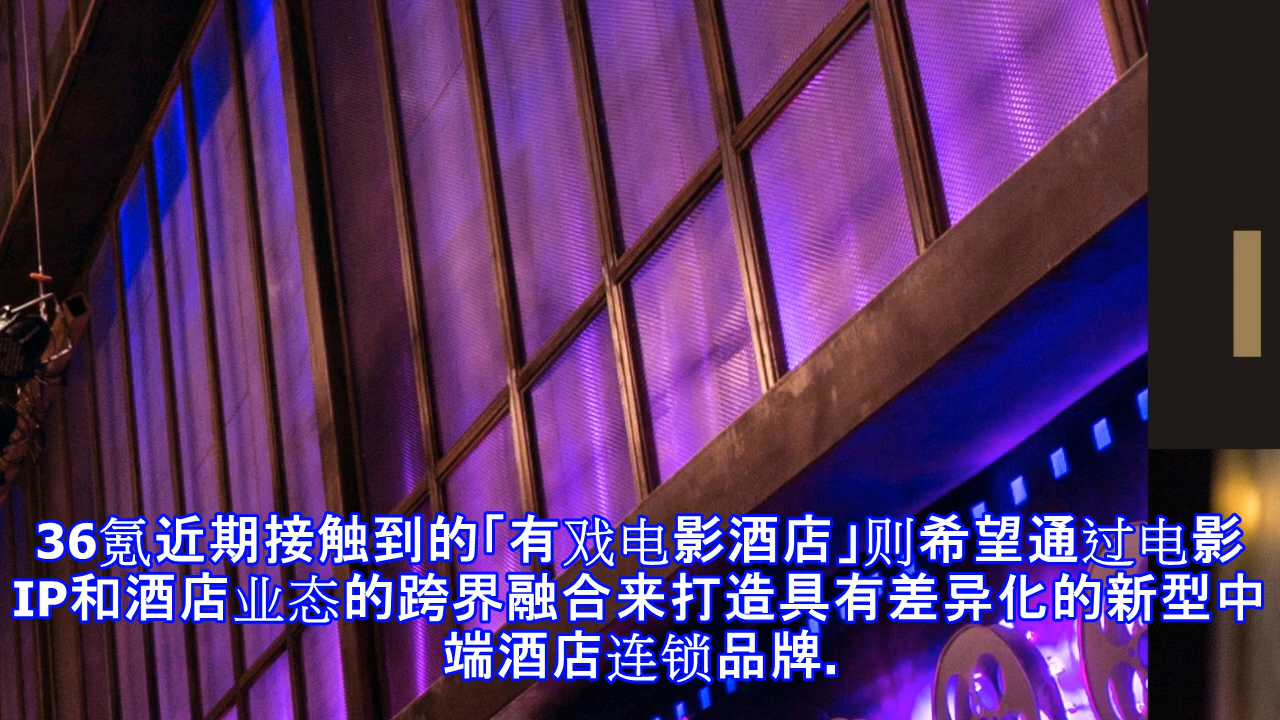 36氪近期接触到的「有戏电影酒店」则希望通过电影
IP和酒店业态的跨界融合来打造具有差异化的新型中
端酒店连锁品牌.